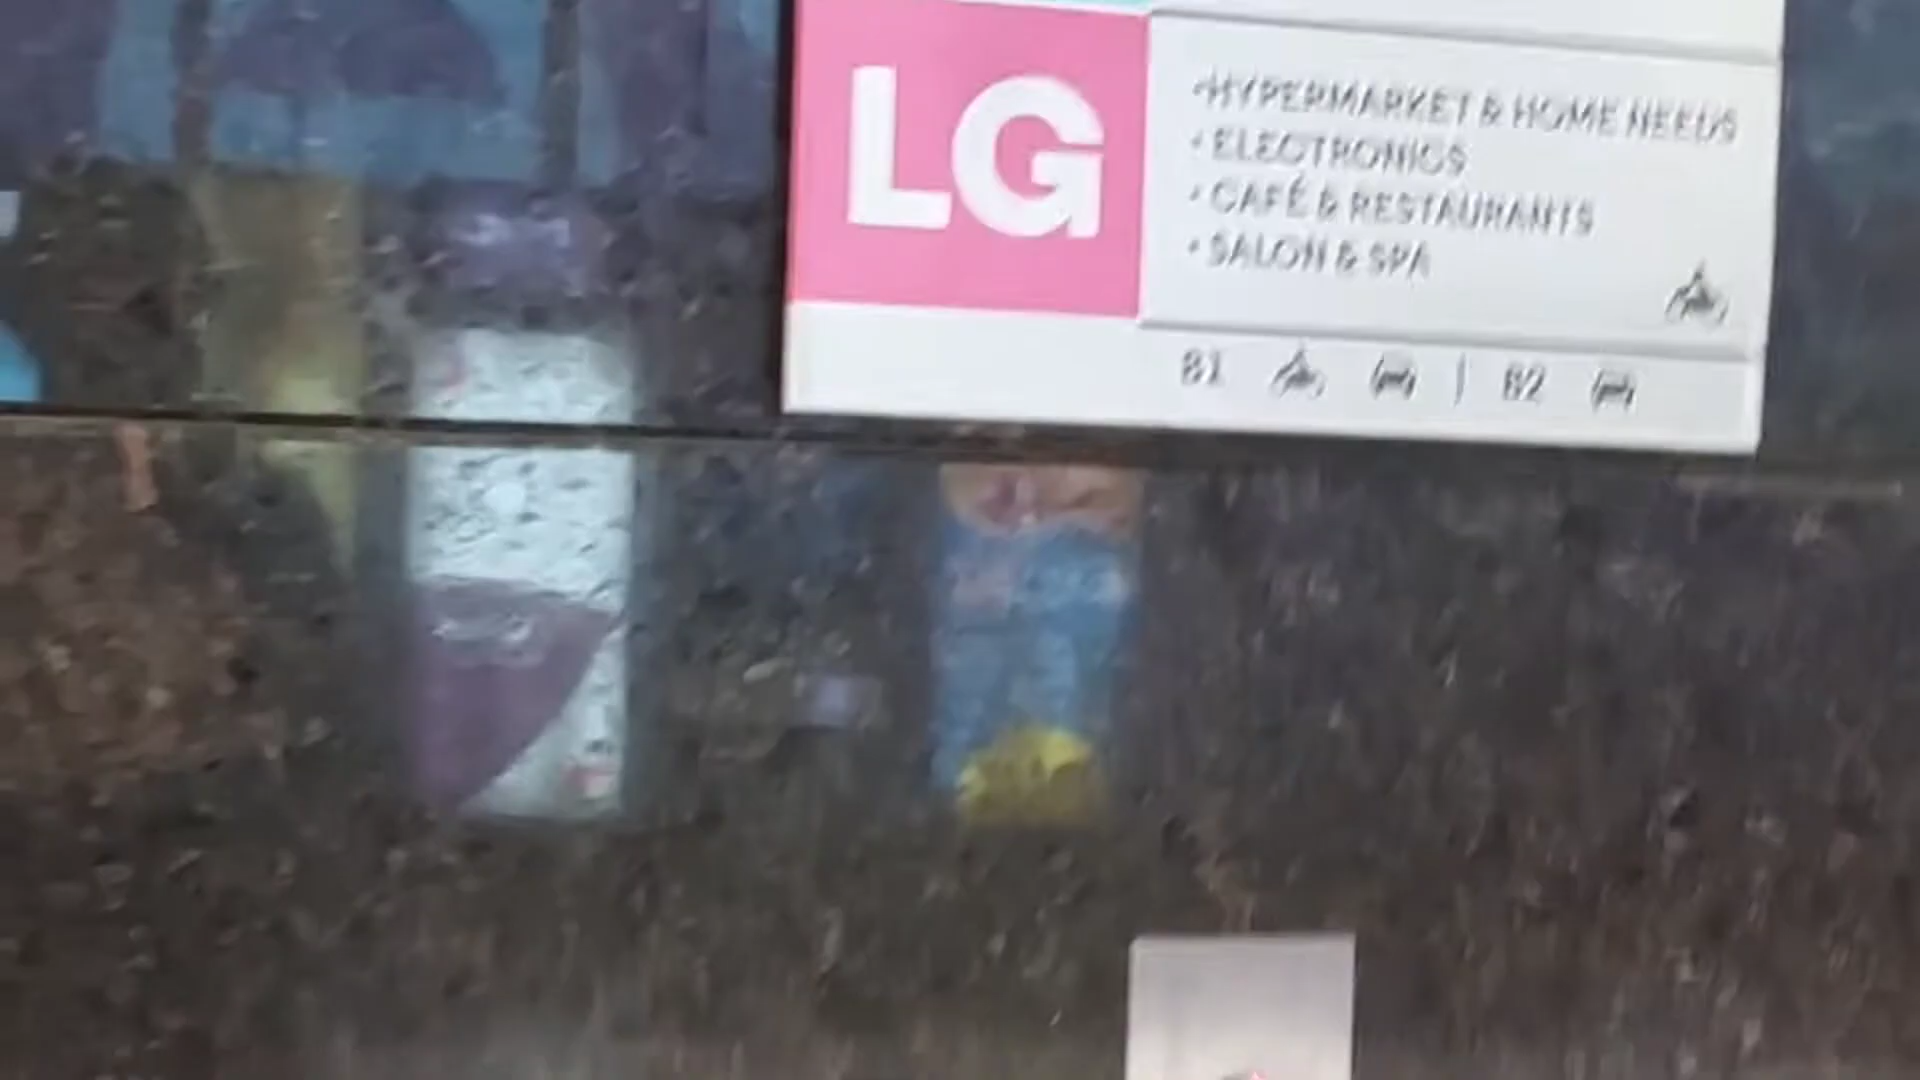 LG
•HYPERMARKET & HOME NEEDS
• ELECTRONICS
• CAFÉ & RESTAURANTS
• SALON & SPA
B1 | B2